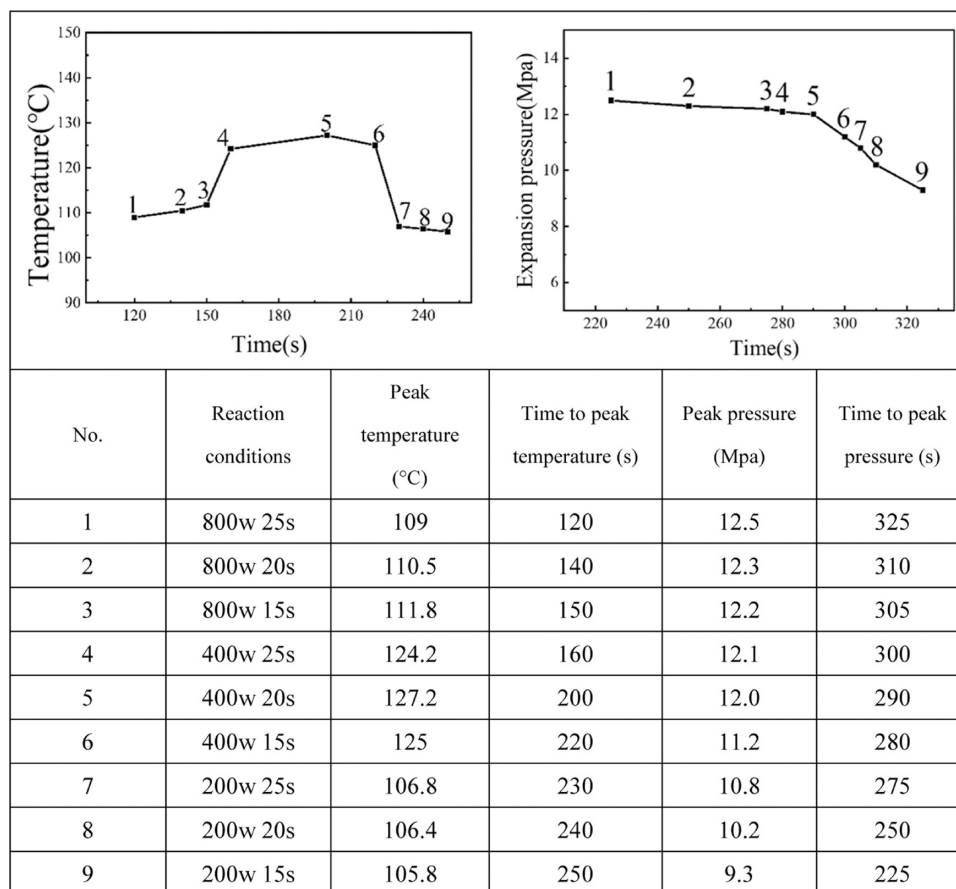 150
140
130
120
110
100
90
Temperature(°C)
1
2
3
4
5
6
7
8
9
120
150
180
210
240
Time(s)
14
12
10
8
6
Expansion pressure(Mpa)
1
2
3
4
5
6
7
8
9
220
240
260
280
300
320
Time(s)
No.
Reaction
conditions
Peak
temperature
(°C)
Time to peak
temperature (s)
Peak pressure
(Mpa)
Time to peak
pressure (s)
1 800w 25s 109 120 12.5 325
2 800w 20s 110.5 140 12.3 310
3 800w 15s 111.8 150 12.2 305
4 400w 25s 124.2 160 12.1 300
5 400w 20s 127.2 200 12.0 290
6 400w 15s 125 220 11.2 280
7 200w 25s 106.8 230 10.8 275
8 200w 20s 106.4 240 10.2 250
9 200w 15s 105.8 250 9.3 225